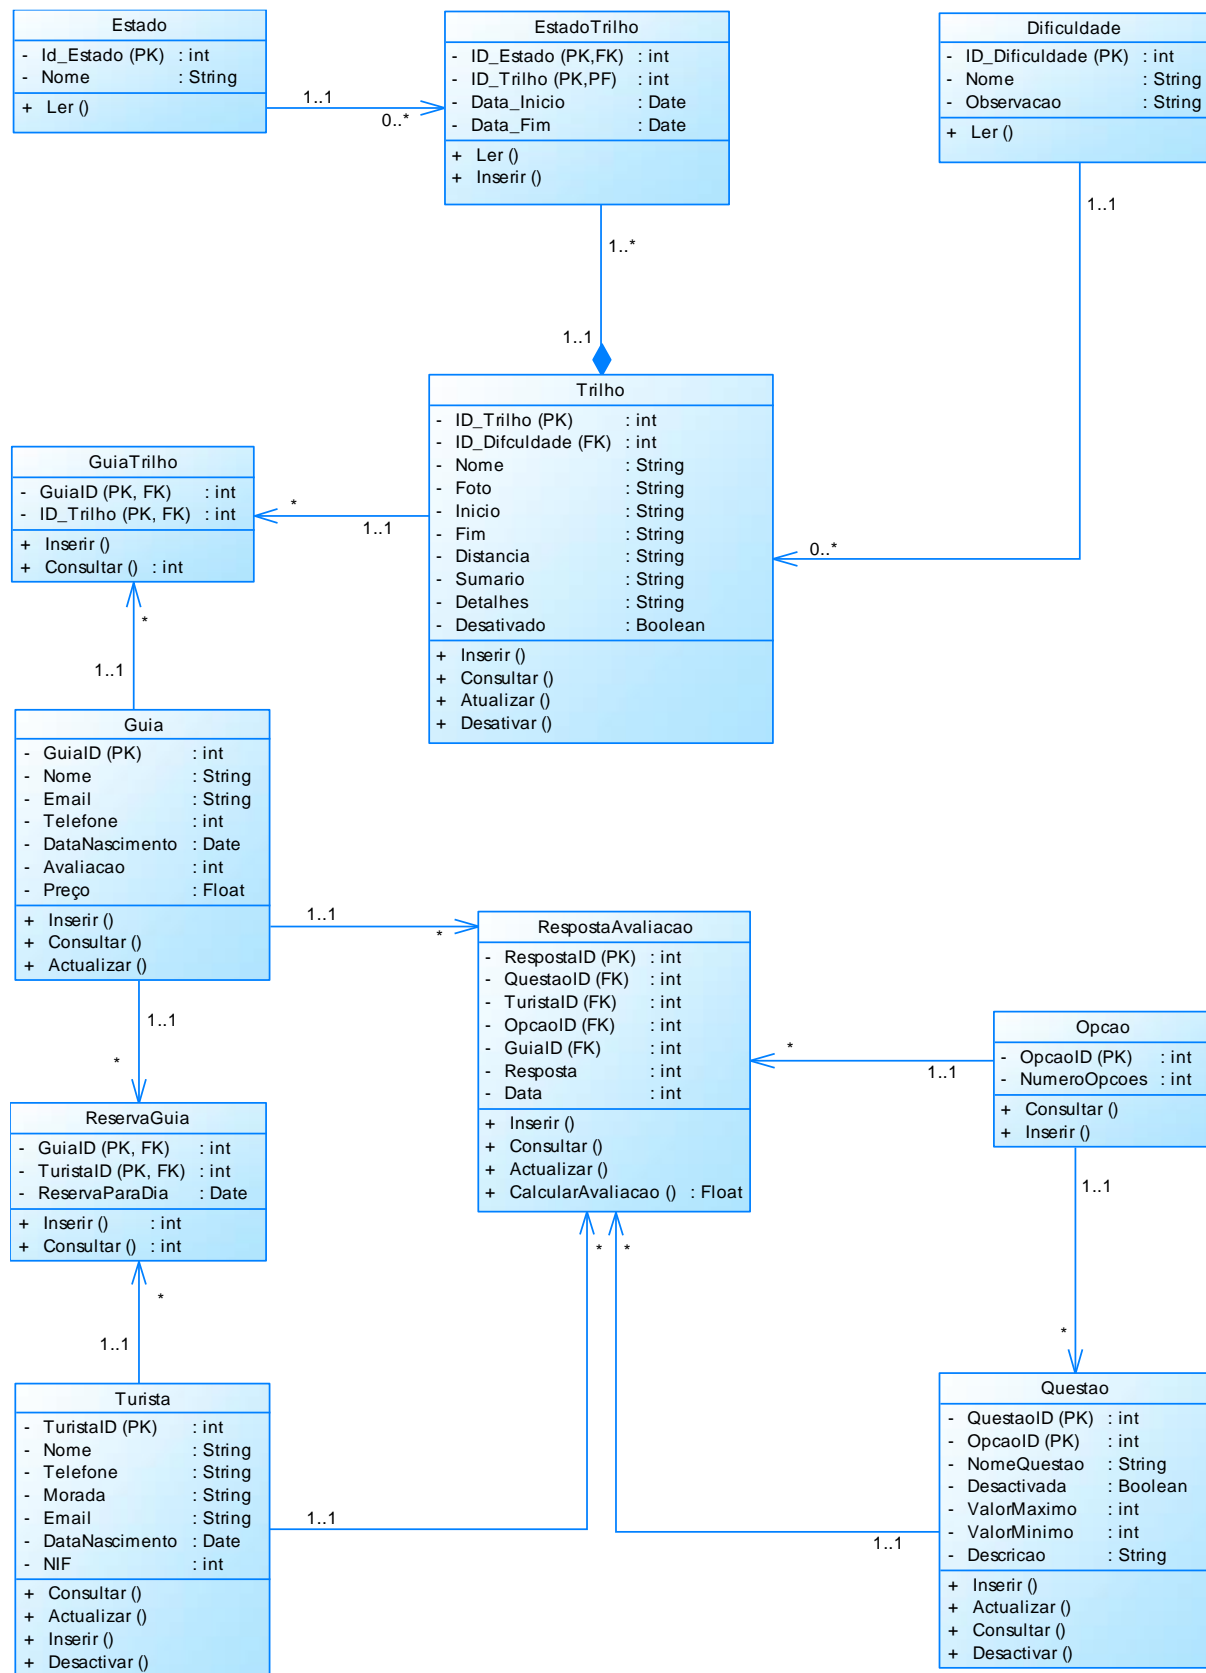 Estado
- Id_Estado (PK) : int
- Nome : String
+ Ler ()
1..1
0..*
EstadoTrilho
- ID_Estado (PK,FK) : int
- ID_Trilho (PK,PF) : int
- Data_Inicio : Date
- Data_Fim : Date
+ Ler ()
+ Inserir ()
Dificuldade
- ID_Dificuldade (PK) : int
- Nome : String
- Observacao : String
+ Ler ()
1..1
1..*
1..1
Trilho
- ID_Trilho (PK) : int
- ID_Difculdade (FK) : int
- Nome : String
- Foto : String
- Inicio : String
- Fim : String
- Distancia : String
- Sumario : String
- Detalhes : String
- Desativado : Boolean
+ Inserir ()
+ Consultar ()
+ Atualizar ()
+ Desativar ()
0..*
GuiaTrilho
- GuiaID (PK, FK) : int
- ID_Trilho (PK, FK) : int
+ Inserir ()
+ Consultar () : int
*
1..1
*
1..1
Guia
- GuiaID (PK) : int
- Nome : String
- Email : String
- Telefone : int
- DataNascimento : Date
- Avaliacao : int
- Preço : Float
+ Inserir ()
+ Consultar ()
+ Actualizar ()
1..1
*
1..1
*
RespostaAvaliacao
- RespostaID (PK) : int
- QuestaoID (FK) : int
- TuristaID (FK) : int
- OpcaoID (FK) : int
- GuiaID (FK) : int
- Resposta : int
- Data : int
+ Inserir ()
+ Consultar ()
+ Actualizar ()
+ CalcularAvaliacao () : Float
*
1..1
Opcao
- OpcaoID (PK) : int
- NumeroOpcoes : int
+ Consultar ()
+ Inserir ()
1..1
*
ReservaGuia
- GuiaID (PK, FK) : int
- TuristaID (PK, FK) : int
- ReservaParaDia : Date
+ Inserir () : int
+ Consultar () : int
*
1..1
* *
Turista
- TuristaID (PK) : int
- Nome : String
- Telefone : String
- Morada : String
- Email : String
- DataNascimento : Date
- NIF : int
+ Consultar ()
+ Actualizar ()
+ Inserir ()
+ Desactivar ()
1..1
1..1
Questao
- QuestaoID (PK) : int
- OpcaoID (PK) : int
- NomeQuestao : String
- Desactivada : Boolean
- ValorMaximo : int
- ValorMinimo : int
- Descricao : String
+ Inserir ()
+ Actualizar ()
+ Consultar ()
+ Desactivar ()